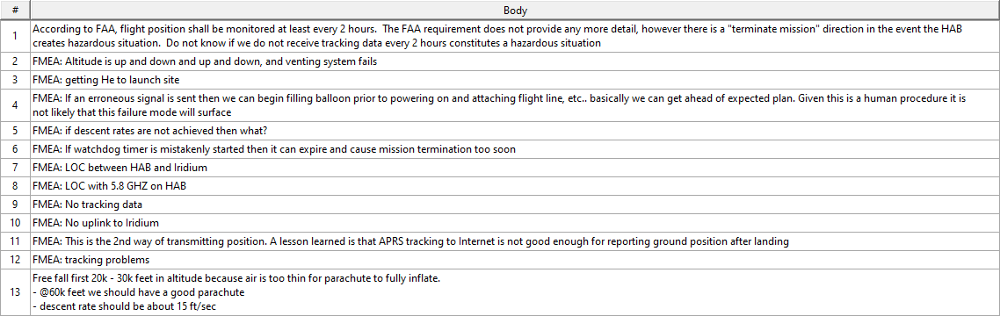 # Body
1 According to FAA, flight position shall be monitored at least every 2 hours.  The FAA requirement does not provide any more detail, however there is a "terminate mission" direction in the event the HAB
creates hazardous situation.  Do not know if we do not receive tracking data every 2 hours constitutes a hazardous situation
2 FMEA: Altitude is up and down and up and down, and venting system fails
3 FMEA: getting He to launch site
4 FMEA: If an erroneous signal is sent then we can begin filling balloon prior to powering on and attaching flight line, etc.. basically we can get ahead of expected plan. Given this is a human procedure it is
not likely that this failure mode will surface
5 FMEA: if descent rates are not achieved then what?
6 FMEA: If watchdog timer is mistakenly started then it can expire and cause mission termination too soon
7 FMEA: LOC between HAB and Iridium
8 FMEA: LOC with 5.8 GHZ on HAB
9 FMEA: No tracking data
10 FMEA: No uplink to Iridium
11 FMEA: This is the 2nd way of transmitting position. A lesson learned is that APRS tracking to Internet is not good enough for reporting ground position after landing
12 FMEA: tracking problems
13 Free fall first 20k - 30k feet in altitude because air is too thin for parachute to fully inflate.
- @60k feet we should have a good parachute
- descent rate should be about 15 ft/sec